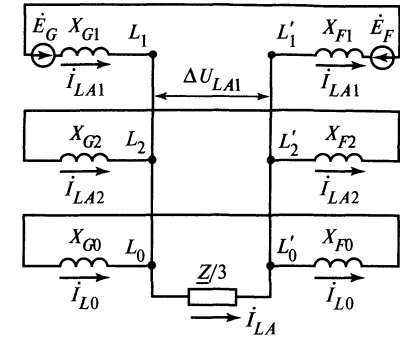 Ė_G X_G1 L_1 L′_1 X_F1 Ė_F
İ_LA1 ΔU_LA1 İ_LA1
X_G2 L_2 L′_2 X_F2
İ_LA2 İ_LA2
X_G0 L_0 L′_0 X_F0
Z/3
İ_L0 İ_LA İ_L0